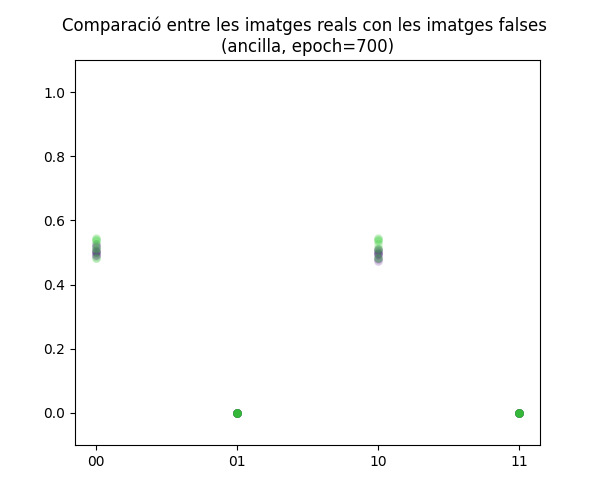 Comparació entre les imatges reals con les imatges falses
(ancilla, epoch=700)
1.0
0.8
0.6
0.4
0.2
0.0
00 01 10 11